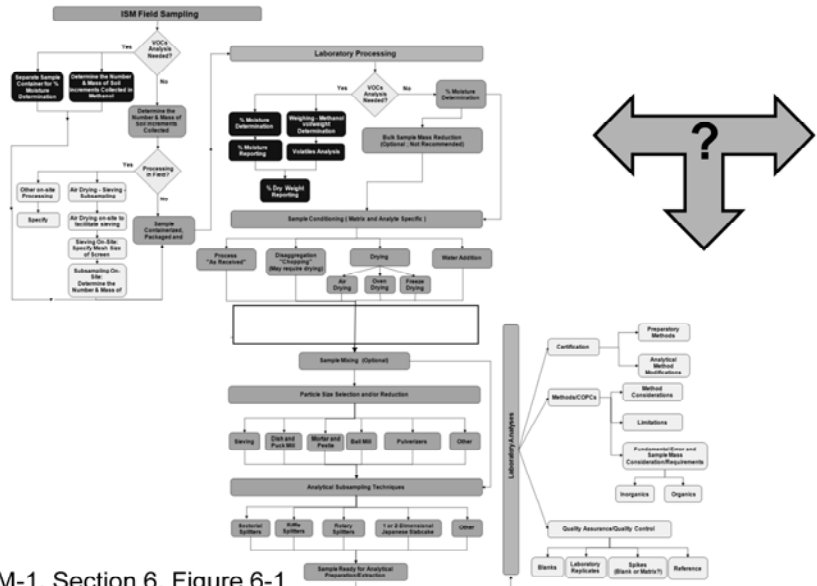 ISM Field Sampling
VOCs
Analysis
Needed?
Yes
No
Separate Sample
Container for %
Moisture
Determination
Determine the Number
& Mass of Soil
Increments Collected in
Methanol
Determine the
Number & Mass of
Soil Increments
Collected
Processing
in Field?
Yes
No
Other on-site
Processing
Specify
Air Drying - Sieving -
Subsampling
Air Drying on-site to
facilitate sieving
Sieving On-Site:
Specify Mesh Size
of Screen
Subsampling On-
Site:
Determine the
Number & Mass of
Sample
Containerized,
Packaged and
Laboratory Processing
VOCs
Analysis
Needed?
Yes
No
% Moisture
Determination
% Moisture
Determination
Weighing - Methanol
Determination
% Moisture
Reporting
Volatiles Analysis
% Dry Weight
Reporting
Bulk Sample Mass Reduction
(Optional ; Not Recommended)
Sample Conditioning ( Matrix and Analyte Specific )
Process
"As Received"
Disaggregation
"Chopping"
(May require drying)
Drying
Water Addition
Air
Drying
Oven
Drying
Freeze
Drying
Sample Mixing (Optional)
Particle Size Selection and/or Reduction
Sieving
Dish and
Puck Mill
Mortar and
Pestle
Ball Mill
Pulverizers
Other
Analytical Subsampling Techniques
Sectorial
Splitters
Riffle
Splitters
Rotary
Splitters
1 or 2-Dimensional
Japanese Slabcake
Other
Sample Ready for Analytical
Preparation/Extraction
?
Laboratory Analyses
Certification
Preparatory
Methods
Analytical
Method
Modifications
Methods/COPCs
Method
Considerations
Limitations
Fundamental Error and
Sample Mass
Consideration/Requirements
Inorganics
Organics
Quality Assurance/Quality Control
Blanks
Laboratory
Replicates
Spikes
(Blank or Matrix?)
Reference
M-1, Section 6, Figure 6-1